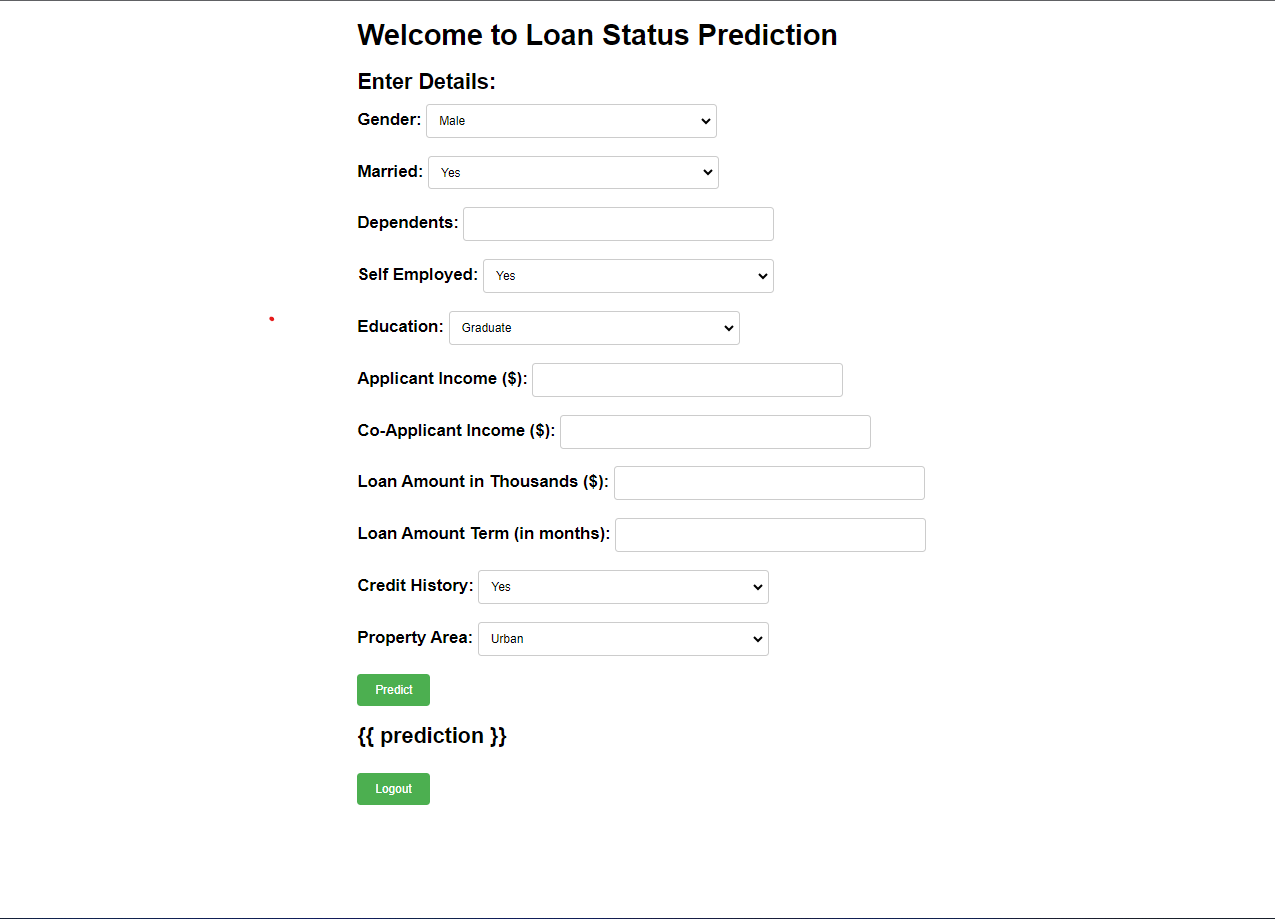 Welcome to Loan Status Prediction
Enter Details:
Gender: Male
Married: Yes
Dependents:
Self Employed: Yes
Education: Graduate
Applicant Income ($):
Co-Applicant Income ($):
Loan Amount in Thousands ($):
Loan Amount Term (in months):
Credit History: Yes
Property Area: Urban
Predict
{{ prediction }}
Logout